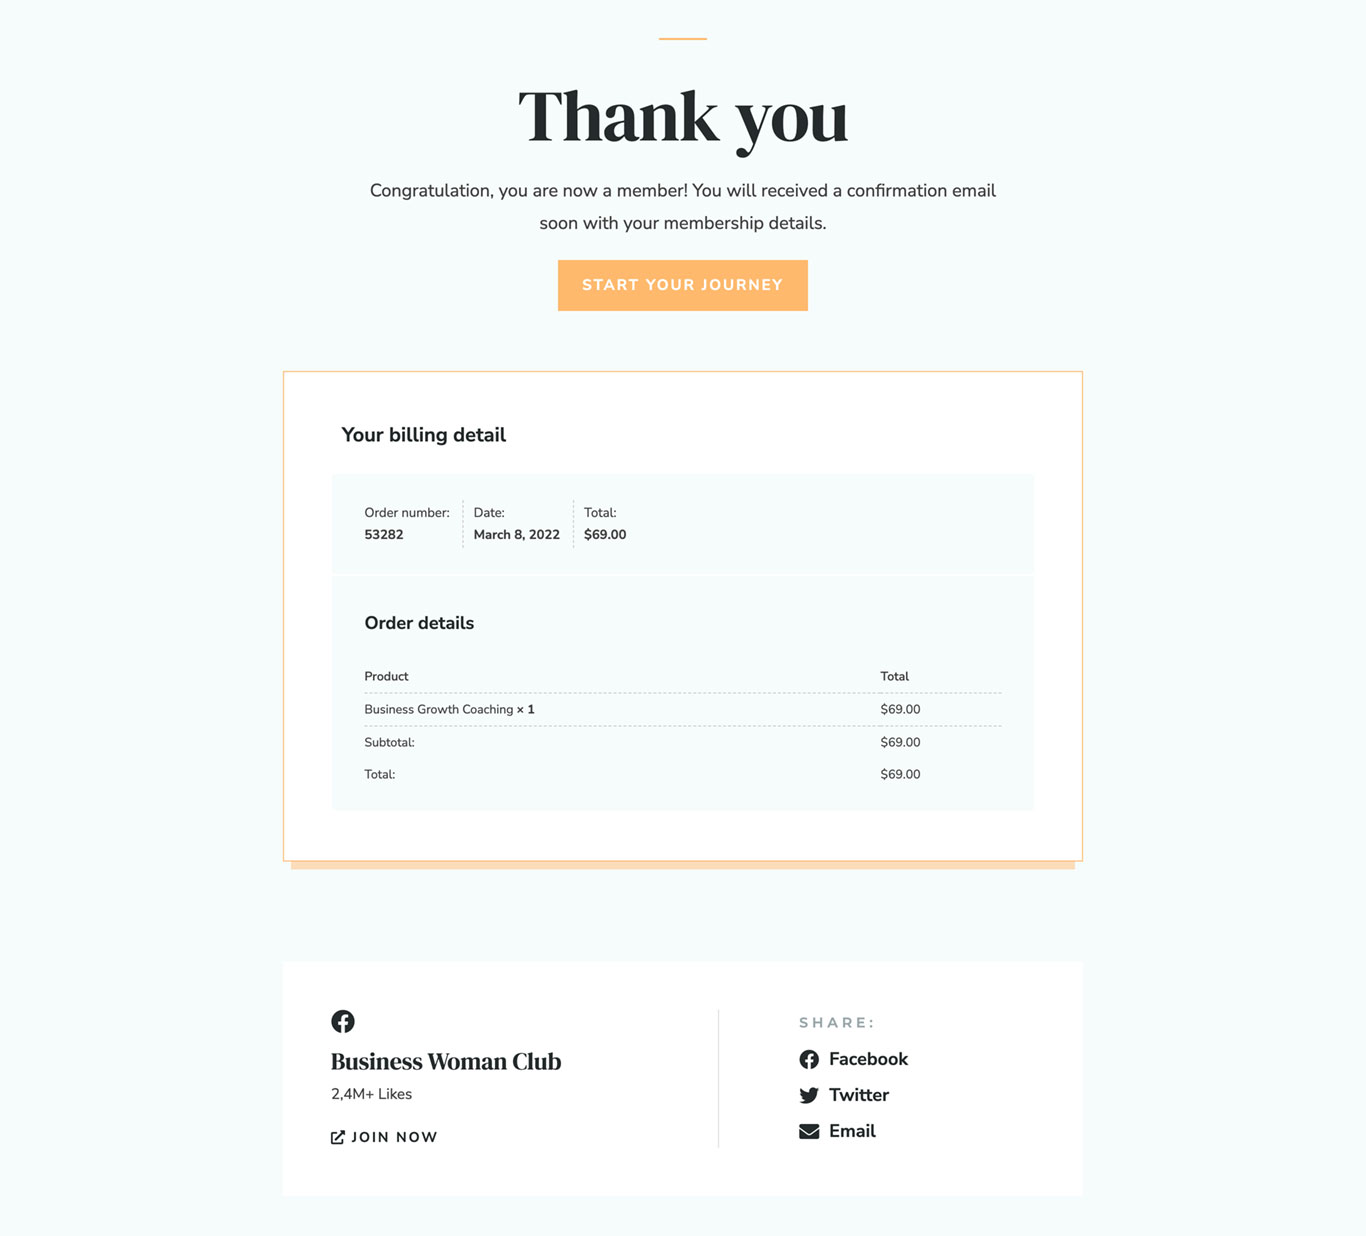 Thank you
Congratulation, you are now a member! You will received a confirmation email
soon with your membership details.
START YOUR JOURNEY
Your billing detail
Order number: Date: Total:
53282 March 8, 2022 $69.00
Order details
Product Total
Business Growth Coaching × 1 $69.00
Subtotal: $69.00
Total: $69.00
Business Woman Club
2,4M+ Likes
JOIN NOW
SHARE:
Facebook
Twitter
Email